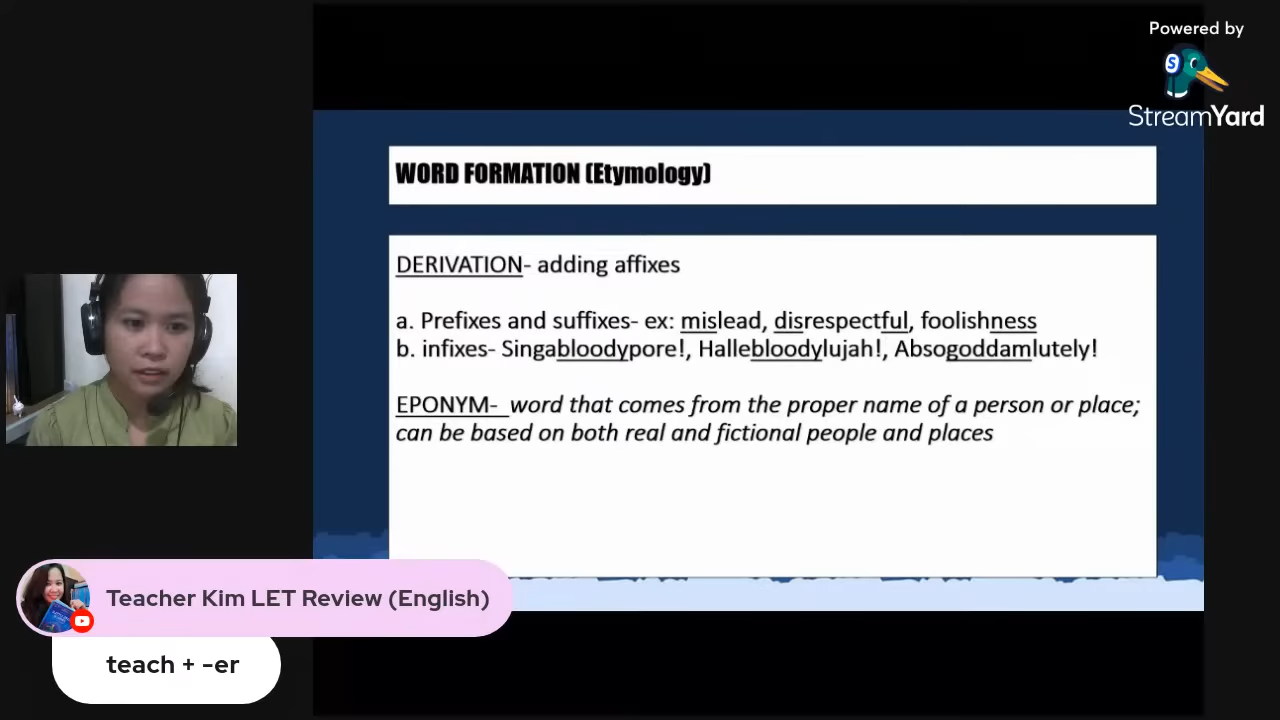 Powered by
StreamYard
WORD FORMATION (Etymology)
DERIVATION- adding affixes
a. Prefixes and suffixes- ex: mislead, disrespectful, foolishness
b. infixes- Singabloodypore!, Hallebloodylujah!, Absogoddamlutely!
EPONYM- word that comes from the proper name of a person or place;
can be based on both real and fictional people and places
Teacher Kim LET Review (English)
teach + -er